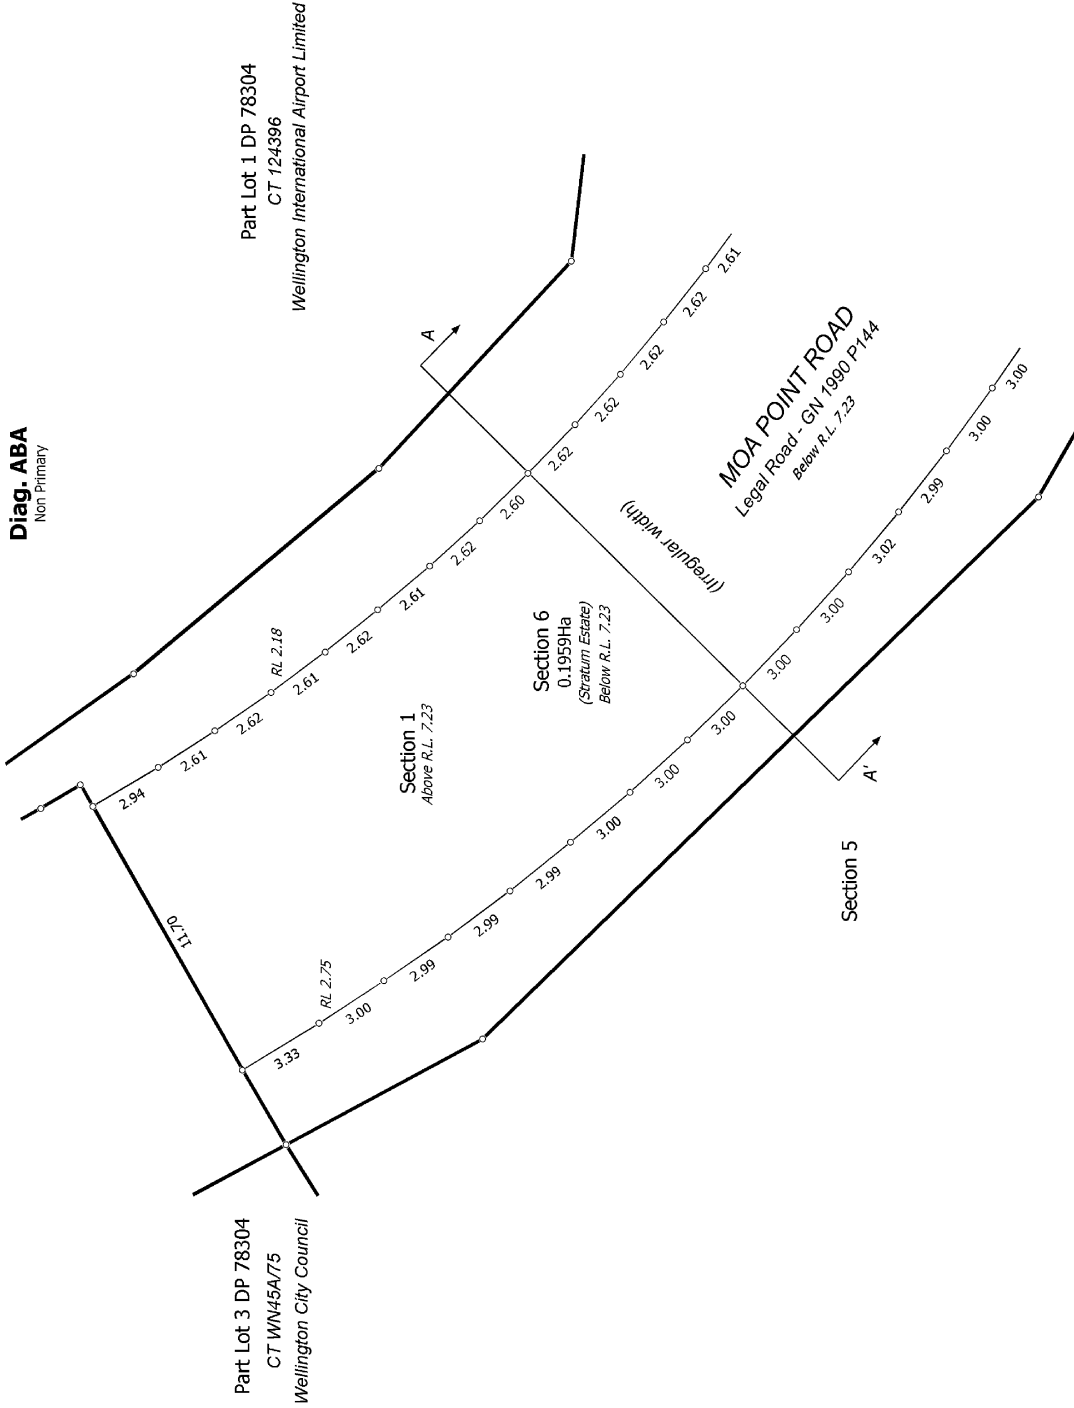 Diag. ABA
Non Primary
Part Lot 3 DP 78304
CT WN45A/75
Wellington City Council
Part Lot 1 DP 78304
CT 124396
Wellington International Airport Limited
11.70
2.94
2.61
2.62
2.61
2.62
2.61
2.62
2.60
2.62
2.62
2.62
2.62
2.61
RL 2.18
A
3.33
3.00
2.99
2.99
2.99
3.00
3.00
3.00
3.00
3.00
3.02
2.99
3.00
3.00
RL 2.75
Section 1
Above R.L. 7.23
Section 6
0.1959Ha
(Stratum Estate)
Below R.L. 7.23
(Irregular width)
MOA POINT ROAD
Legal Road - GN 1990 P144
Below R.L. 7.23
A'
Section 5